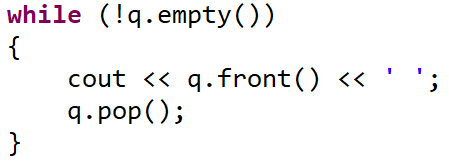 while (!q.empty())
{
    cout << q.front() << ' ';
    q.pop();
}